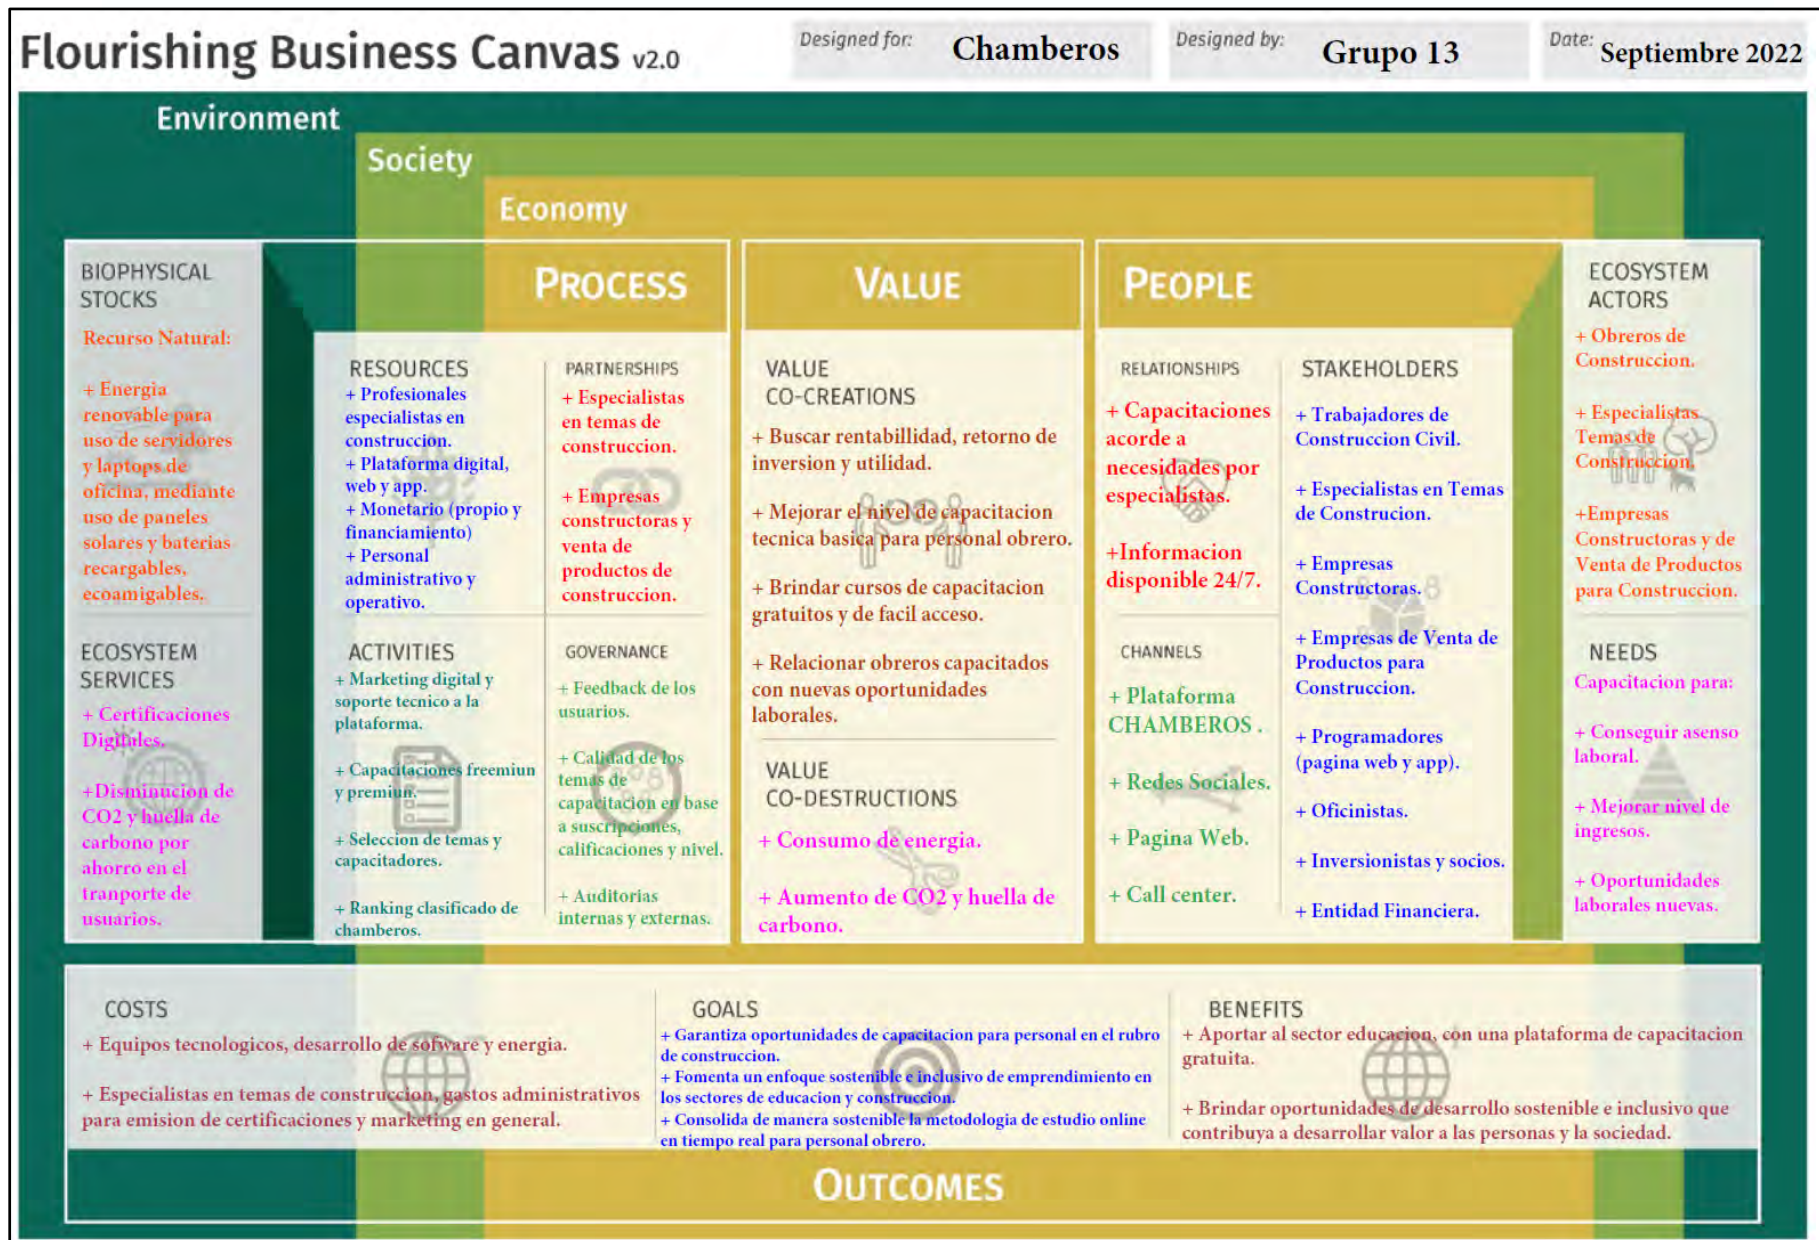 Flourishing Business Canvas v2.0
Designed for:
Chamberos
Designed by:
Grupo 13
Date:
Septiembre 2022
Environment
Society
Economy
BIOPHYSICAL
STOCKS
Recurso Natural:
+ Energia
renovable para
uso de servidores
y laptops de
oficina, mediante
uso de paneles
solares y baterias
recargables,
ecoamigables.
ECOSYSTEM
SERVICES
+ Certificaciones
Digitales.
+Disminucion de
CO2 y huella de
carbono por
ahorro en el
tranporte de
usuarios.
PROCESS
RESOURCES
+ Profesionales
especialistas en
construccion.
+ Plataforma digital,
web y app.
+ Monetario (propio y
financiamiento)
+ Personal
administrativo y
operativo.
PARTNERSHIPS
+ Especialistas
en temas de
construccion.
+ Empresas
constructoras y
venta de
productos de
construccion.
ACTIVITIES
+ Marketing digital y
soporte tecnico a la
plataforma.
+ Capacitaciones freemiun
y premiun.
+ Seleccion de temas y
capacitadores.
+ Ranking clasificado de
chamberos.
GOVERNANCE
+ Feedback de los
usuarios.
+ Calidad de los
temas de
capacitacion en base
a suscripciones,
calificaciones y nivel.
+ Auditorias
internas y externas.
VALUE
VALUE
CO-CREATIONS
+ Buscar rentabillidad, retorno de
inversion y utilidad.
+ Mejorar el nivel de capacitacion
tecnica basica para personal obrero.
+ Brindar cursos de capacitacion
gratuitos y de facil acceso.
+ Relacionar obreros capacitados
con nuevas oportunidades
laborales.
VALUE
CO-DESTRUCTIONS
+ Consumo de energia.
+ Aumento de CO2 y huella de
carbono.
PEOPLE
RELATIONSHIPS
+ Capacitaciones
acorde a
necesidades por
especialistas.
+Informacion
disponible 24/7.
CHANNELS
+ Plataforma
CHAMBEROS .
+ Redes Sociales.
+ Pagina Web.
+ Call center.
STAKEHOLDERS
+ Trabajadores de
Construccion Civil.
+ Especialistas en Temas
de Construcion.
+ Empresas
Constructoras.
+ Empresas de Venta de
Productos para
Construccion.
+ Programadores
(pagina web y app).
+ Oficinistas.
+ Inversionistas y socios.
+ Entidad Financiera.
ECOSYSTEM
ACTORS
+ Obreros de
Construccion.
+ Especialistas
Temas de
Construccion.
+Empresas
Constructoras y de
Venta de Productos
para Construccion.
NEEDS
Capacitacion para:
+ Conseguir asenso
laboral.
+ Mejorar nivel de
ingresos.
+ Oportunidades
laborales nuevas.
COSTS
+ Equipos tecnologicos, desarrollo de sofware y energia.
+ Especialistas en temas de construccion, gastos administrativos
para emision de certificaciones y marketing en general.
GOALS
+ Garantiza oportunidades de capacitacion para personal en el rubro
de construccion.
+ Fomenta un enfoque sostenible e inclusivo de emprendimiento en
los sectores de educacion y construccion.
+ Consolida de manera sostenible la metodologia de estudio online
en tiempo real para personal obrero.
BENEFITS
+ Aportar al sector educacion, con una plataforma de capacitacion
gratuita.
+ Brindar oportunidades de desarrollo sostenible e inclusivo que
contribuya a desarrollar valor a las personas y la sociedad.
OUTCOMES